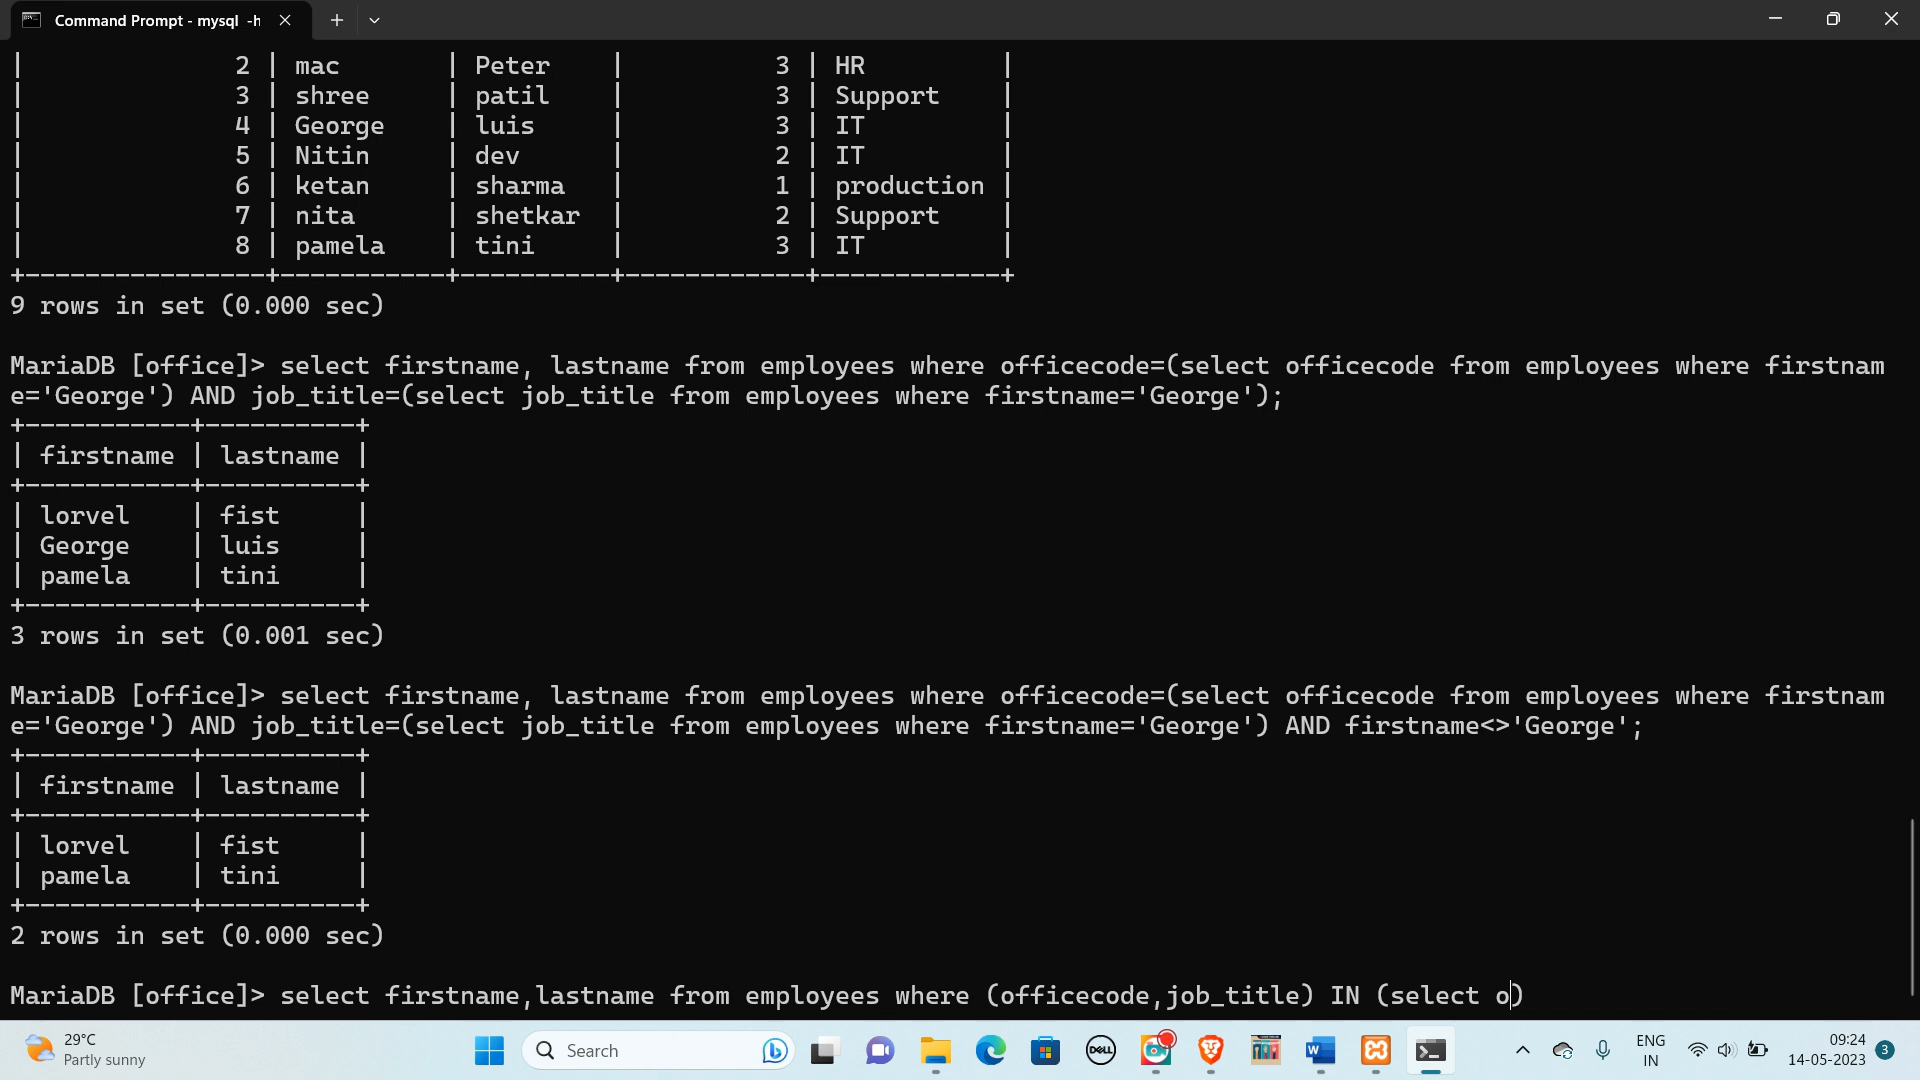 Command Prompt - mysql -h
| 2 | mac | Peter | 3 | HR |
| 3 | shree | patil | 3 | Support |
| 4 | George | luis | 3 | IT |
| 5 | Nitin | dev | 2 | IT |
| 6 | ketan | sharma | 1 | production |
| 7 | nita | shetkar | 2 | Support |
| 8 | pamela | tini | 3 | IT |
+----------------+-----------+----------+------------+------------+
9 rows in set (0.000 sec)
MariaDB [office]> select firstname, lastname from employees where officecode=(select officecode from employees where firstnam
e='George') AND job_title=(select job_title from employees where firstname='George');
+-----------+----------+
| firstname | lastname |
+-----------+----------+
| lorvel | fist |
| George | luis |
| pamela | tini |
+-----------+----------+
3 rows in set (0.001 sec)
MariaDB [office]> select firstname, lastname from employees where officecode=(select officecode from employees where firstnam
e='George') AND job_title=(select job_title from employees where firstname='George') AND firstname<>'George';
+-----------+----------+
| firstname | lastname |
+-----------+----------+
| lorvel | fist |
| pamela | tini |
+-----------+----------+
2 rows in set (0.000 sec)
MariaDB [office]> select firstname,lastname from employees where (officecode,job_title) IN (select o)
29°C
Partly sunny
Search
DELL
W
ENG
IN
09:24
14-05-2023
3